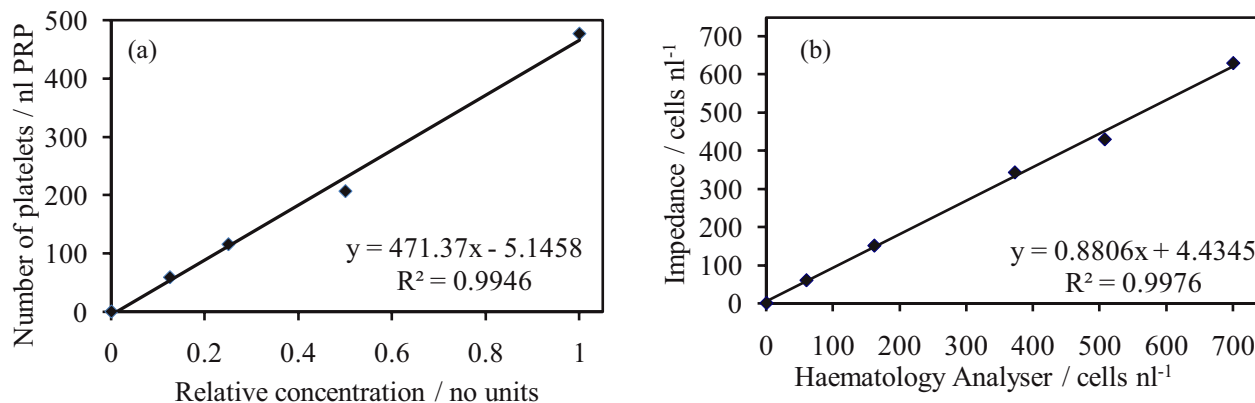 Number of platelets / nl PRP
500
400
300
200
100
0
(a)
y = 471.37x - 5.1458
R² = 0.9946
0 0.2 0.4 0.6 0.8 1
Relative concentration / no units
Impedance / cells nl⁻¹
700
600
500
400
300
200
100
0
(b)
y = 0.8806x + 4.4345
R² = 0.9976
0 100 200 300 400 500 600 700
Haematology Analyser / cells nl⁻¹